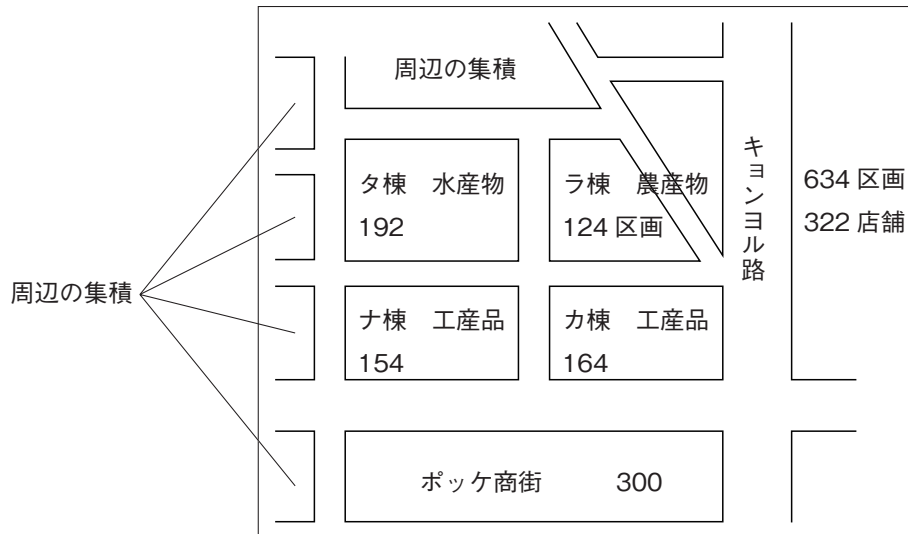 周辺の集積
タ棟　水産物
192
ラ棟　農産物
124 区画
キョンヨル路
634 区画
322 店舗
周辺の集積
ナ棟　工産品
154
カ棟　工産品
164
ポッケ商街　300